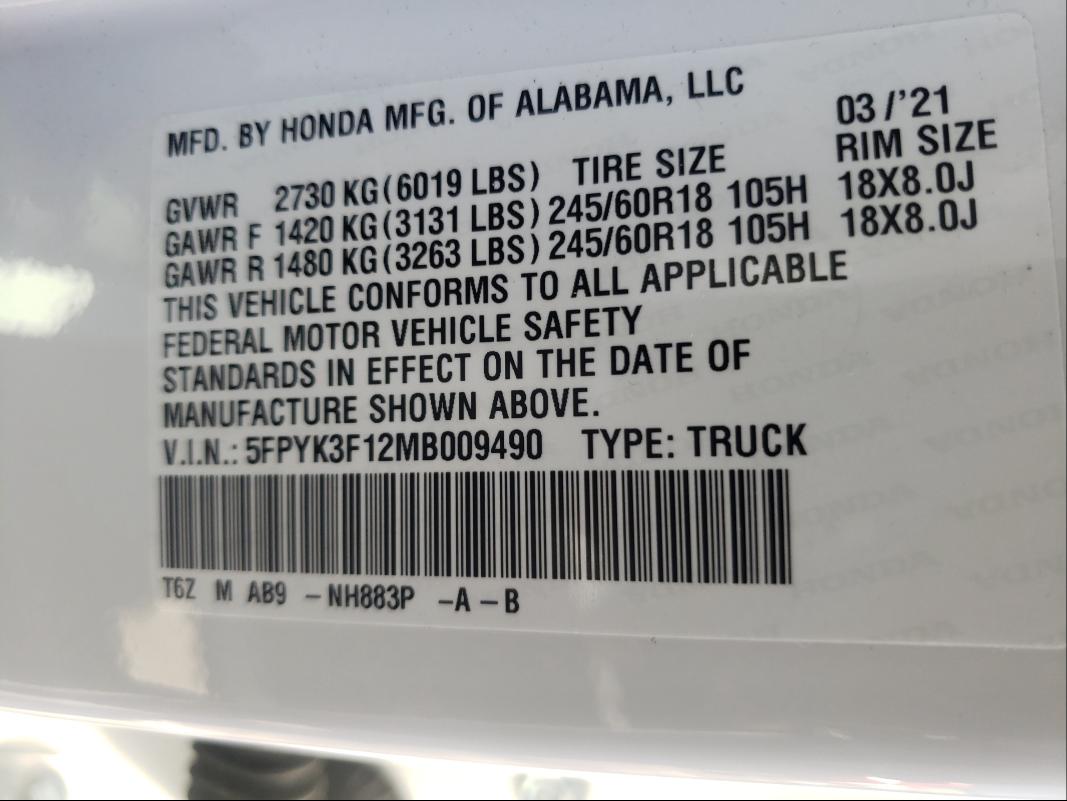 MFD. BY HONDA MFG. OF ALABAMA, LLC 03/'21
GVWR 2730 KG(6019 LBS) TIRE SIZE RIM SIZE
GAWR F 1420 KG(3131 LBS) 245/60R18 105H 18X8.0J
GAWR R 1480 KG(3263 LBS) 245/60R18 105H 18X8.0J
THIS VEHICLE CONFORMS TO ALL APPLICABLE
FEDERAL MOTOR VEHICLE SAFETY
STANDARDS IN EFFECT ON THE DATE OF
MANUFACTURE SHOWN ABOVE.
V.I.N.: 5FPYK3F12MB009490 TYPE: TRUCK
T6Z M AB9 -NH883P -A -B